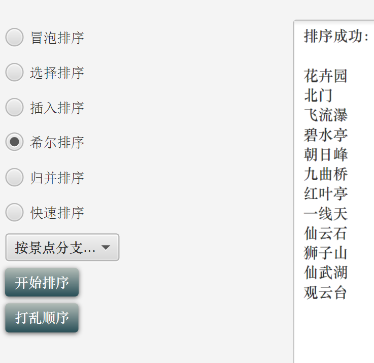 冒泡排序
选择排序
插入排序
希尔排序
归并排序
快速排序
按景点分支...
开始排序
打乱顺序
排序成功:
花卉园
北门
飞流瀑
碧水亭
朝日峰
九曲桥
红叶亭
一线天
仙云石
狮子山
仙武湖
观云台